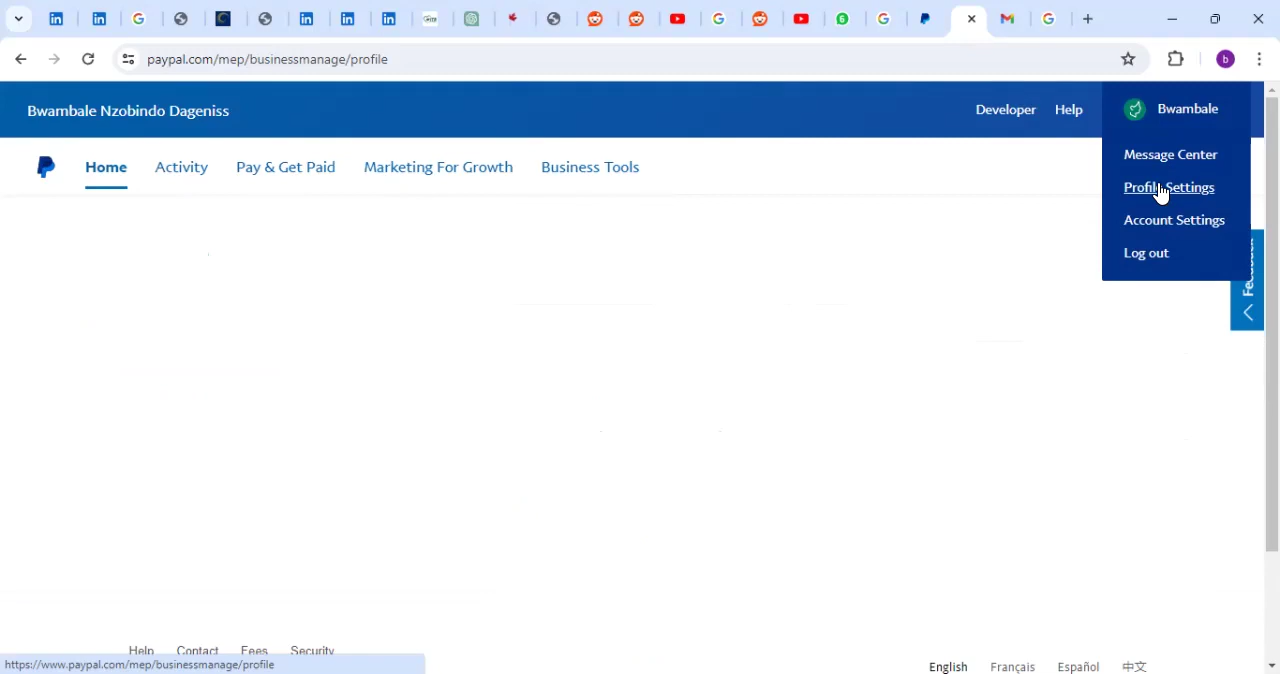 paypal.com/mep/businessmanage/profile
b
Bwambale Nzobindo Dageniss
Developer
Help
Bwambale
Home
Activity
Pay & Get Paid
Marketing For Growth
Business Tools
Message Center
Profile Settings
Account Settings
Log out
Feedback
Help
Contact
Fees
Security
https://www.paypal.com/mep/businessmanage/profile
English
Français
Español
中文